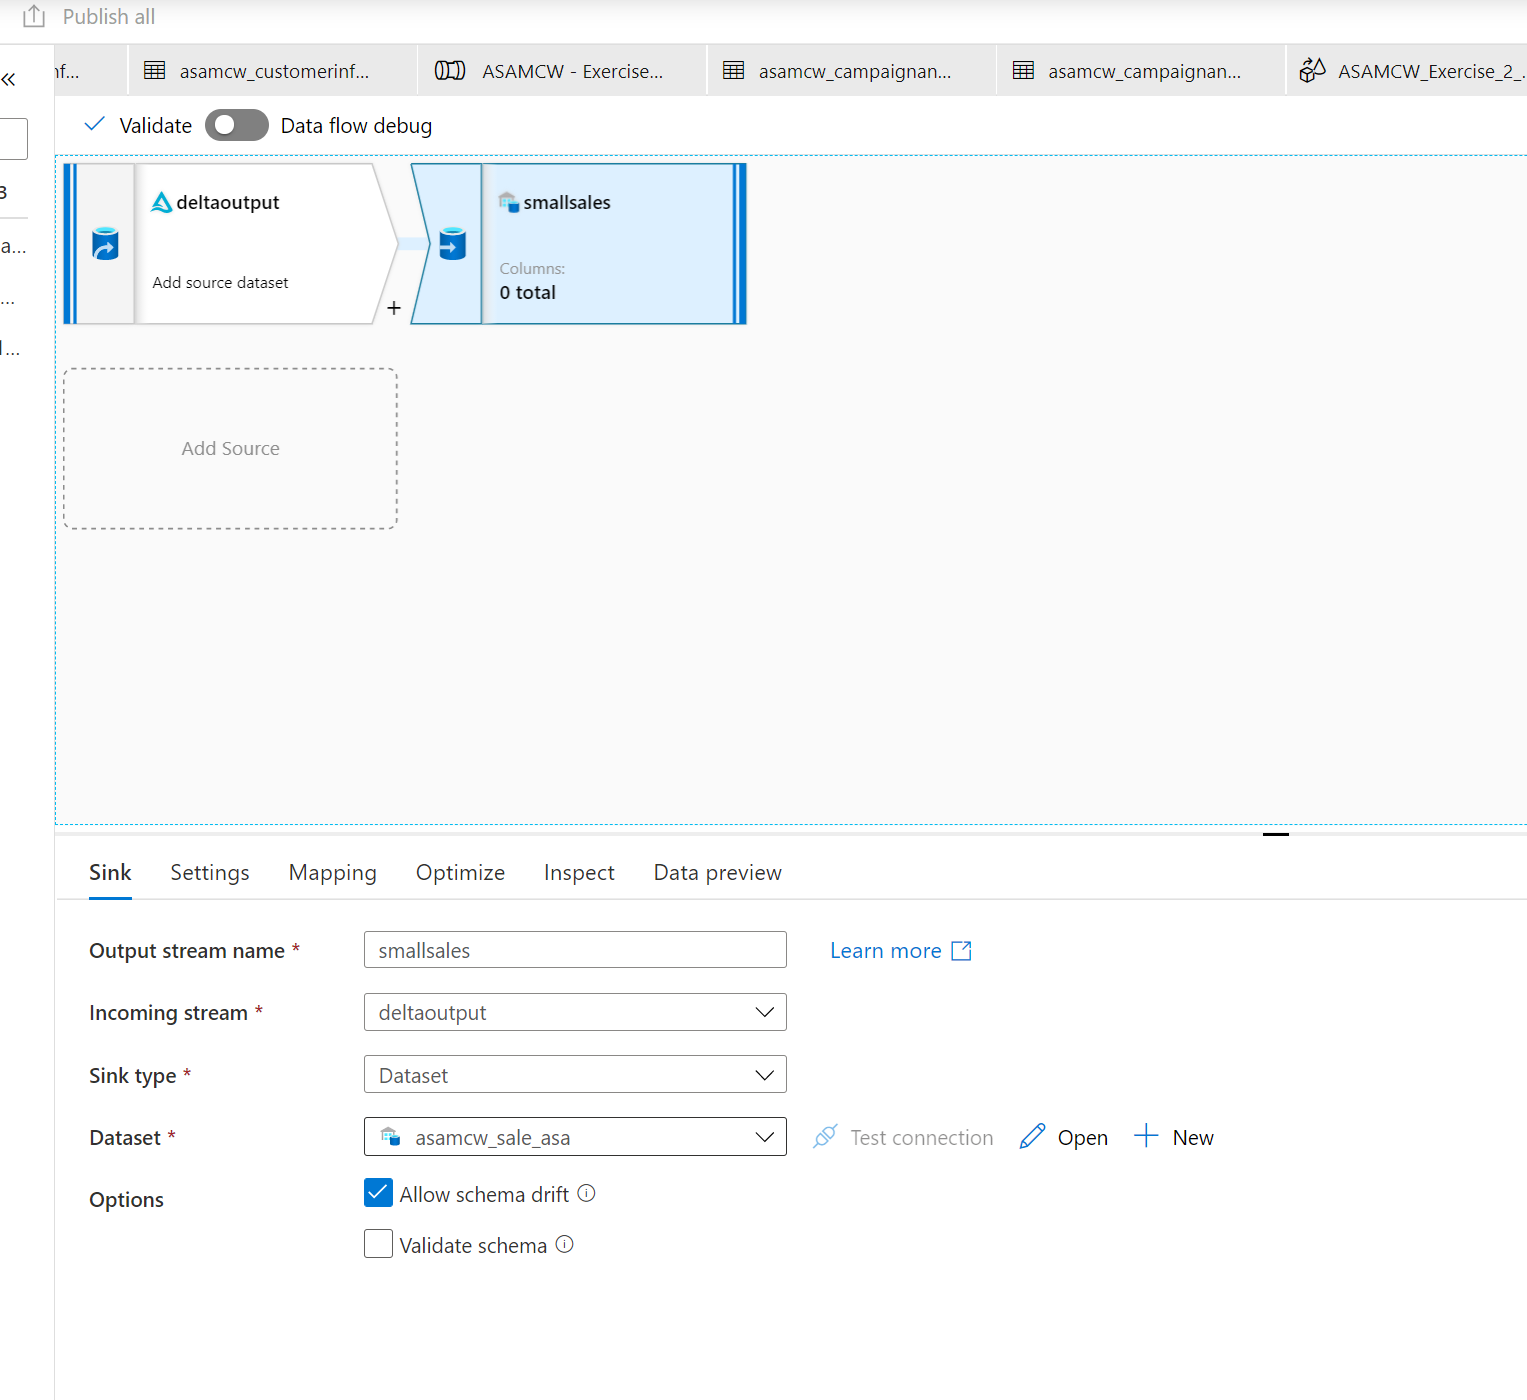 Publish all
nf...
asamcw_customerinf...
ASAMCW - Exercise...
asamcw_campaignan...
asamcw_campaignan...
ASAMCW_Exercise_2_...
Validate
Data flow debug
3
a...
...
...
deltaoutput
Add source dataset
+
smallsales
Columns:
0 total
Add Source
Sink
Settings
Mapping
Optimize
Inspect
Data preview
Output stream name *
smallsales
Learn more
Incoming stream *
deltaoutput
Sink type *
Dataset
Dataset *
asamcw_sale_asa
Test connection
Open
New
Options
Allow schema drift
Validate schema